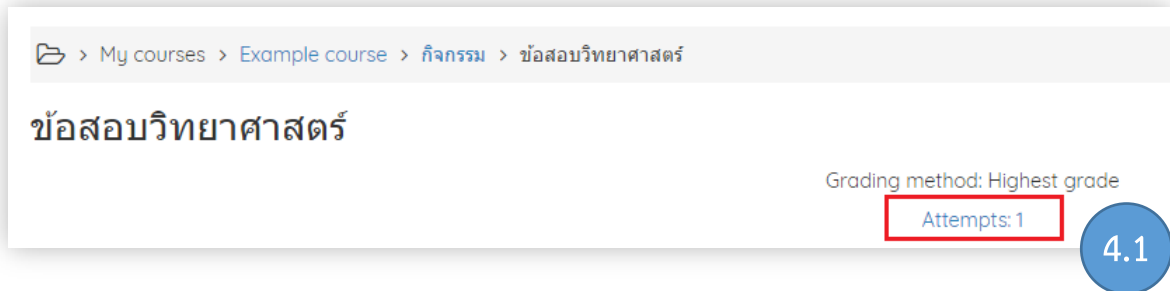 > My courses > Example course > กิจกรรม > ข้อสอบวิทยาศาสตร์
ข้อสอบวิทยาศาสตร์
Grading method: Highest grade
Attempts: 1
4.1